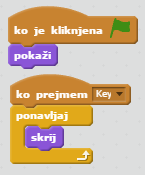 ko je kliknjena
pokaži
ko prejmem Key
ponavljaj
skrij